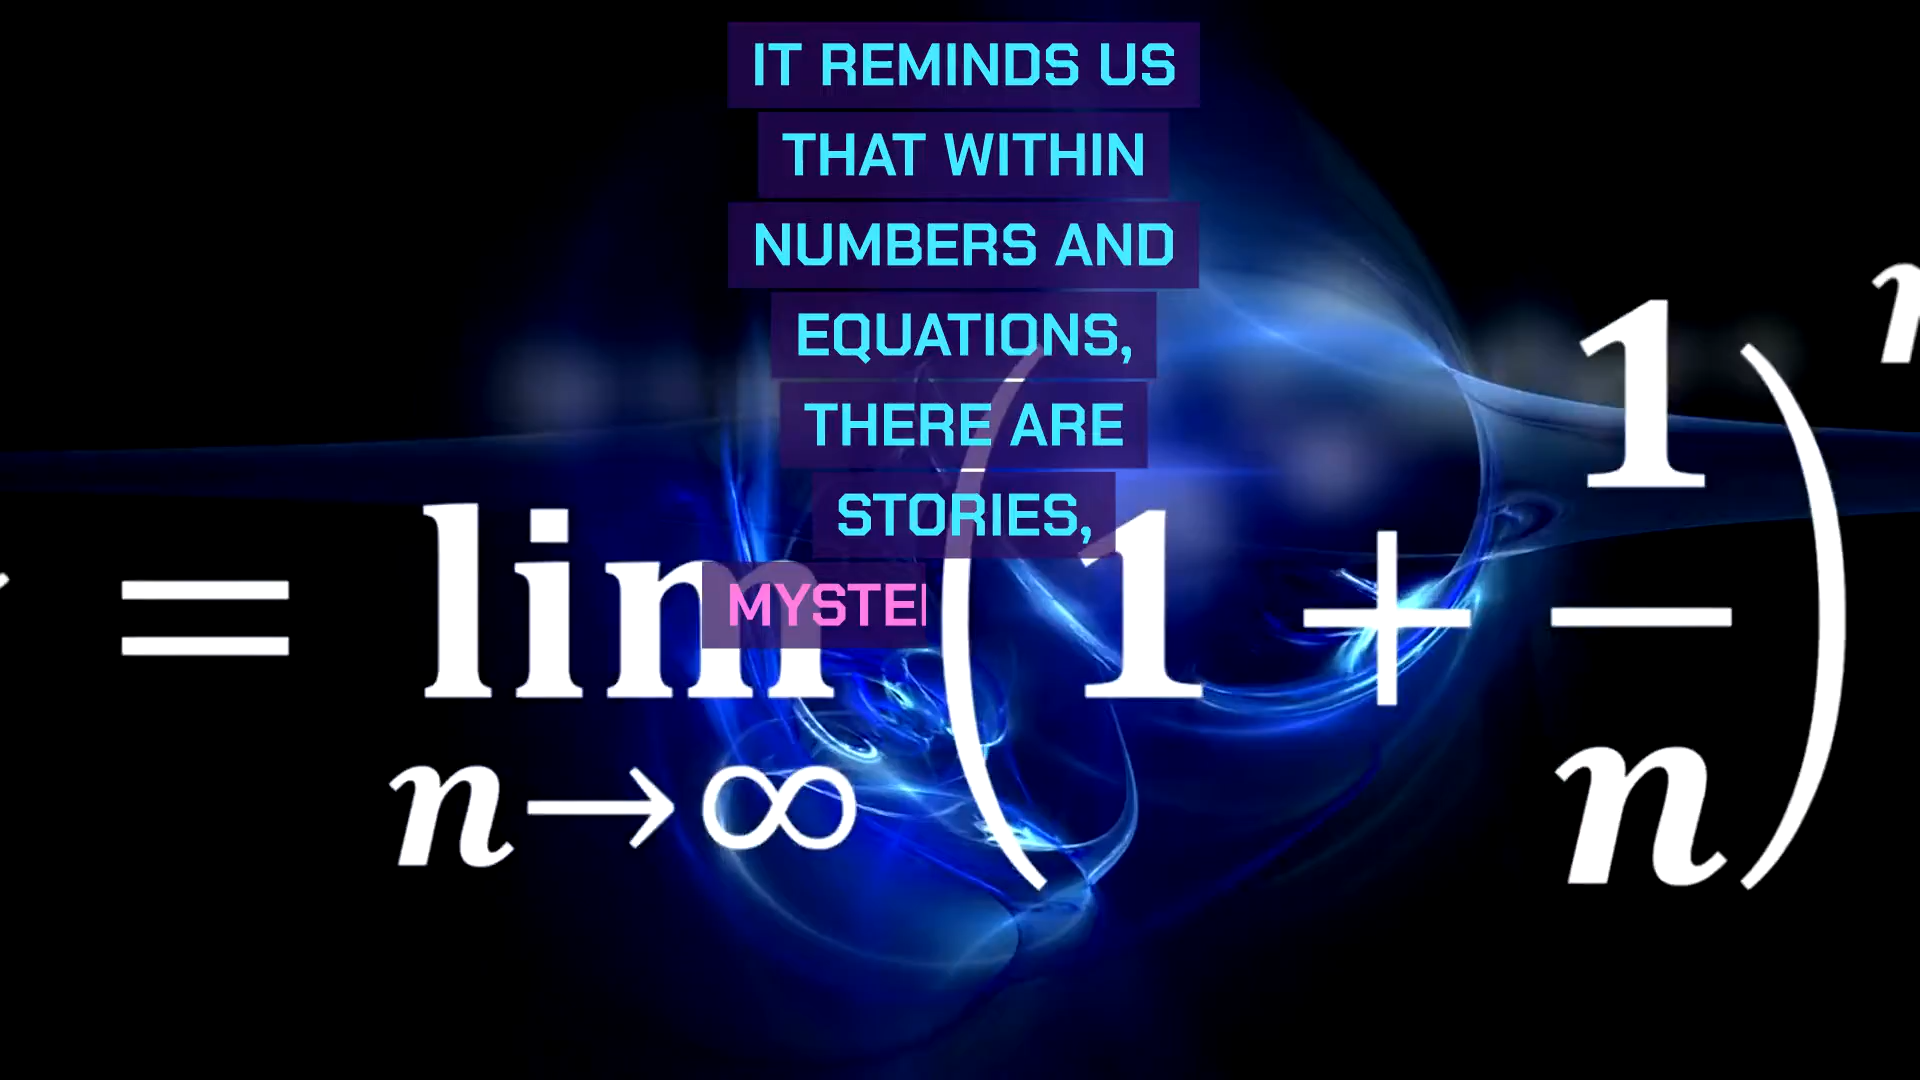 IT REMINDS US
THAT WITHIN
NUMBERS AND
EQUATIONS,
THERE ARE
STORIES,
= lim n→∞ (1 + 1/n)^n